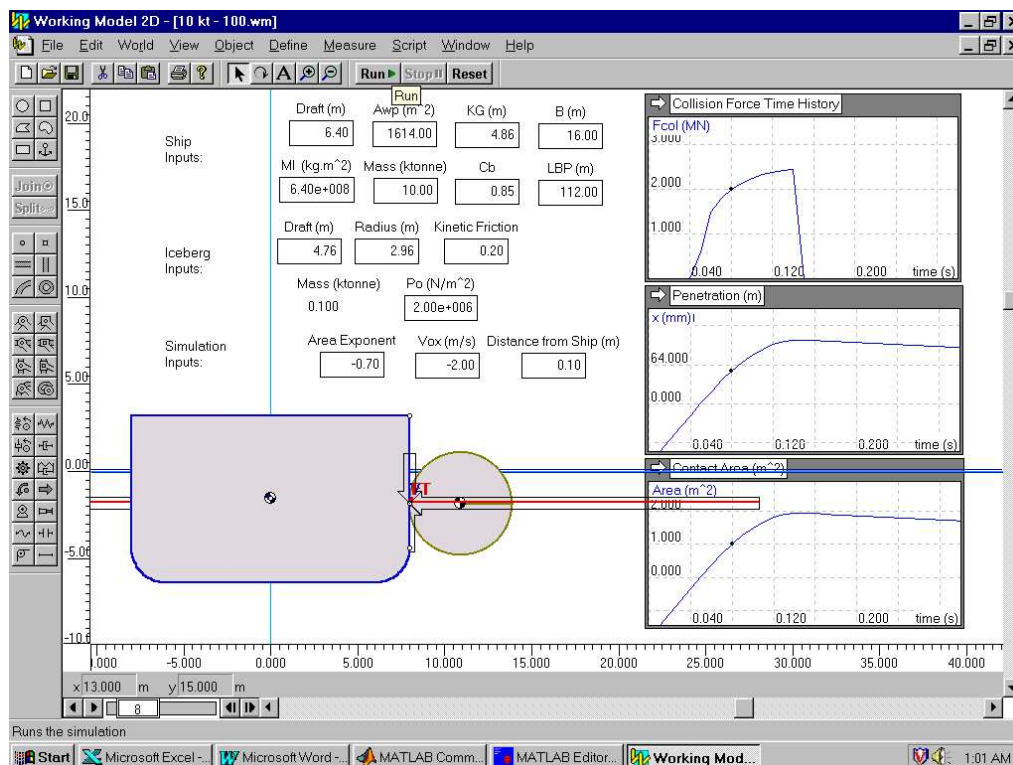 Working Model 2D - [10 kt - 100.wm]
File Edit World View Object Define Measure Script Window Help
Run Stop Reset
Run
Join
Split
20.0
15.0
10.0
5.00
0.00
-5.00
-10.0
Ship
Inputs:
Draft (m) Awp (m^2) KG (m) B (m)
6.40 1614.00 4.86 16.00
MI (kg.m^2) Mass (ktonne) Cb LBP (m)
6.40e+008 10.00 0.85 112.00
Iceberg
Inputs:
Draft (m) Radius (m) Kinetic Friction
4.76 2.96 0.20
Mass (ktonne) Po (N/m^2)
0.100 2.00e+006
Simulation
Inputs:
Area Exponent Vox (m/s) Distance from Ship (m)
-0.70 -2.00 0.10
Collision Force Time History
Fcol (MN)
3.000
2.000
1.000
0.040 0.120 0.200 time (s)
Penetration (m)
x (mm)
64.000
0.000
0.040 0.120 0.200 time (s)
Contact Area (m^2)
Area (m^2)
2.000
1.000
0.000
0.040 0.120 0.200 time (s)
.000 -5.000 0.000 5.000 10.000 15.000 20.000 25.000 30.000 35.000 40.000
x 13.000 m y 15.000 m
8
Runs the simulation
Start Microsoft Excel -... Microsoft Word -... MATLAB Comm... MATLAB Editor... Working Mod... 1:01 AM